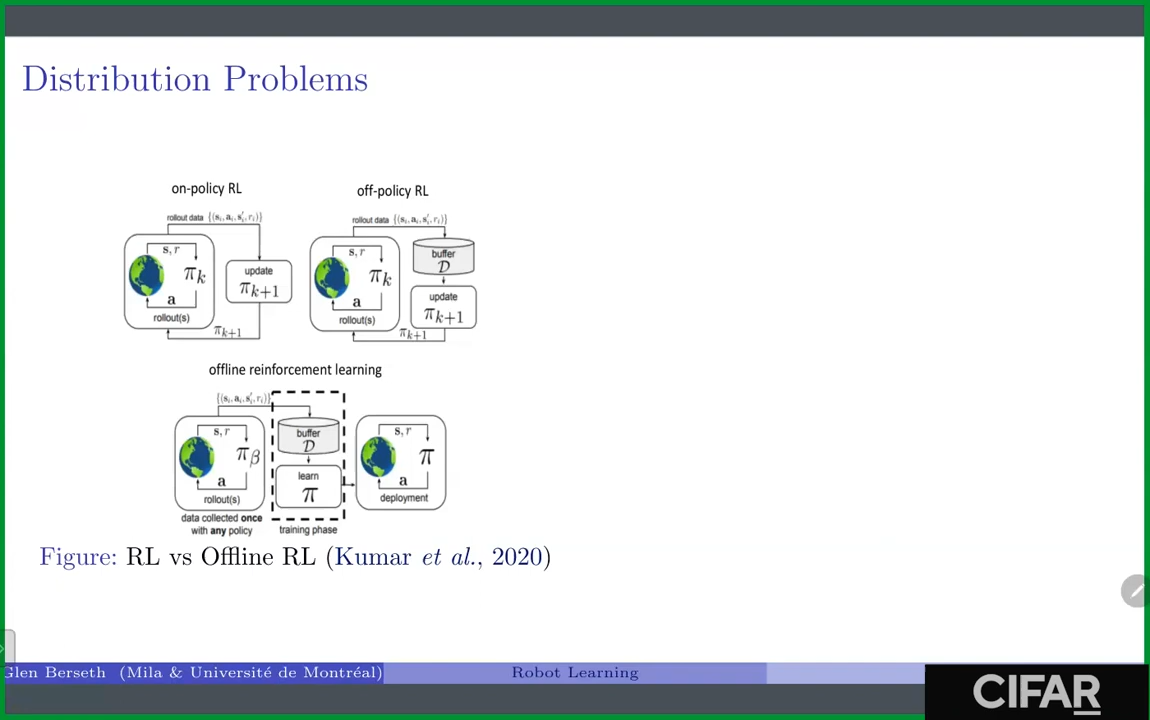 Distribution Problems
on-policy RL
rollout data {(s_i, a_i, s'_i, r_i)}
s, r
π_k
a
rollout(s)
update
π_{k+1}
π_{k+1}
off-policy RL
rollout data {(s_i, a_i, s'_i, r_i)}
s, r
π_k
a
rollout(s)
buffer
𝒟
update
π_{k+1}
π_{k+1}
offline reinforcement learning
{(s_i, a_i, s'_i, r_i)}
s, r
π_β
a
rollout(s)
data collected once
with any policy
buffer
𝒟
learn
π
training phase
s, r
π
a
deployment
Figure: RL vs Offline RL (Kumar et al., 2020)
Glen Berseth (Mila & Université de Montréal)
Robot Learning
CIFAR